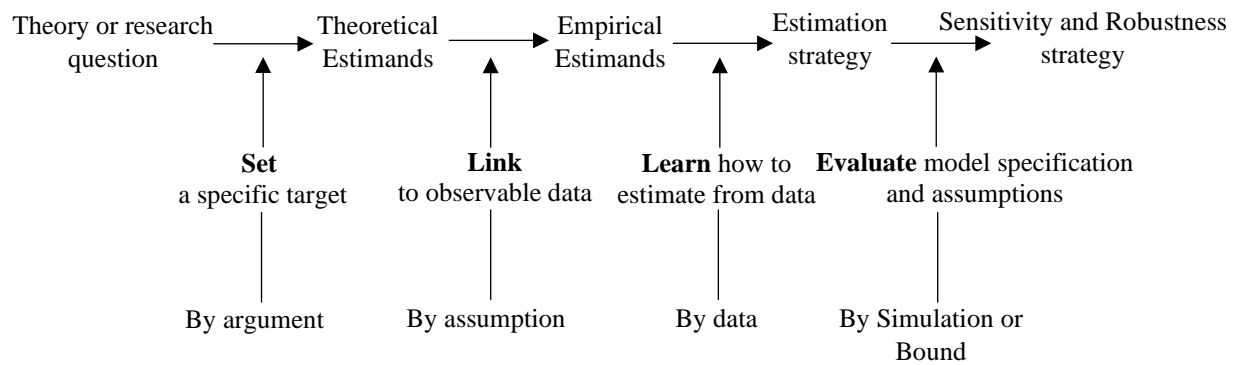 Theory or research
question
Theoretical
Estimands
Empirical
Estimands
Estimation
strategy
Sensitivity and Robustness
strategy
Set
a specific target
Link
to observable data
Learn how to
estimate from data
Evaluate model specification
and assumptions
By argument
By assumption
By data
By Simulation or
Bound